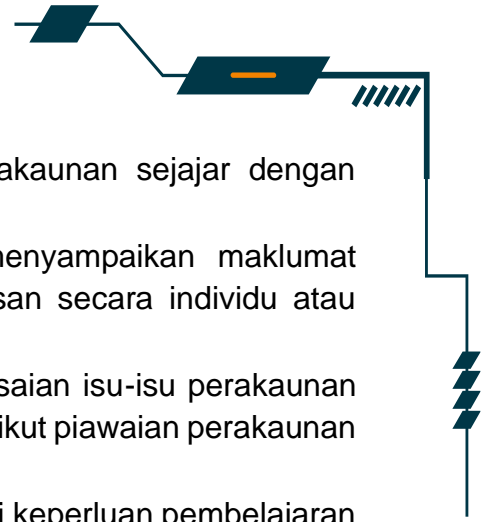 akaunan sejajar dengan
menyampaikan maklumat
san secara individu atau
saian isu-isu perakaunan
ikut piawaian perakaunan
i keperluan pembelajaran